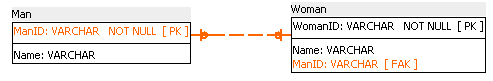 Man
ManID: VARCHAR NOT NULL [ PK ]
Name: VARCHAR
Woman
WomanID: VARCHAR NOT NULL [ PK ]
Name: VARCHAR
ManID: VARCHAR [ FAK ]